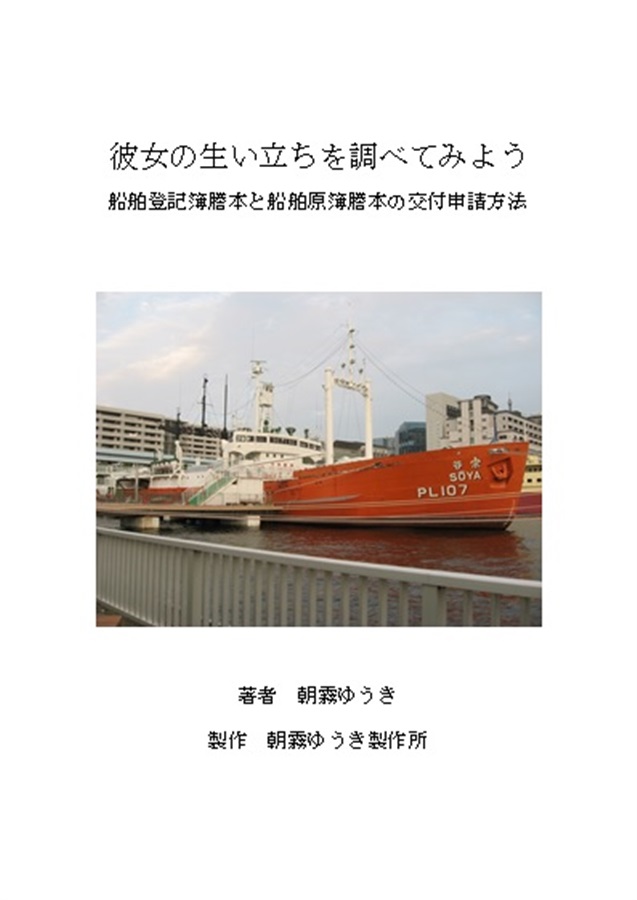 彼女の生い立ちを調べてみよう
船舶登記簿謄本と船舶原簿謄本の交付申請方法
谷宗
SŌYA
PL107
著者　朝霧ゆうき
製作　朝霧ゆうき製作所